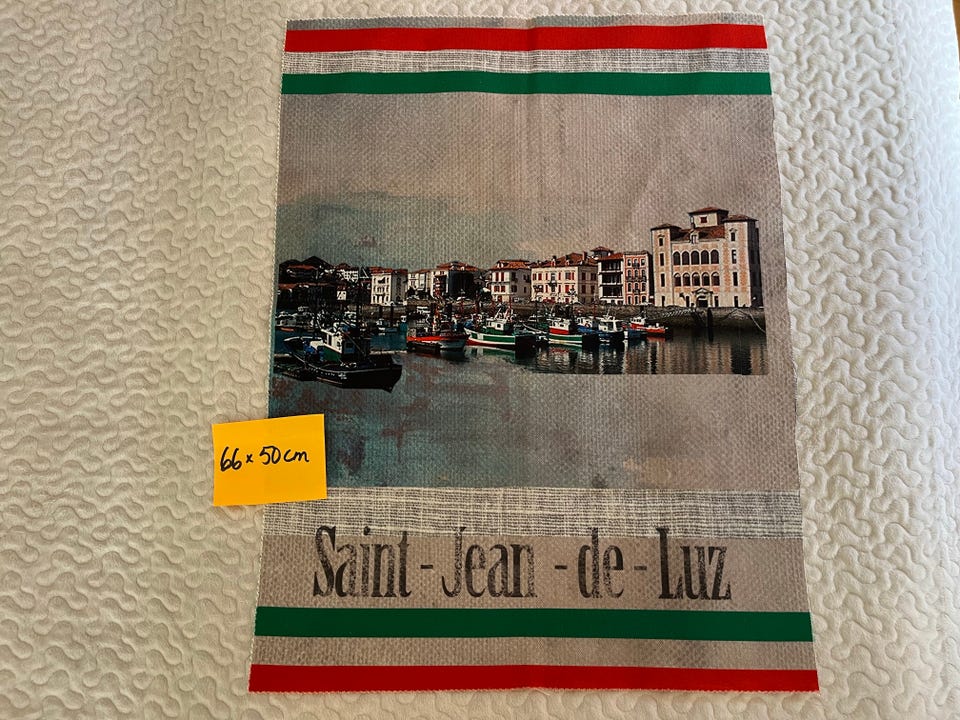 66 x 50 cm
Saint - Jean - de - Luz